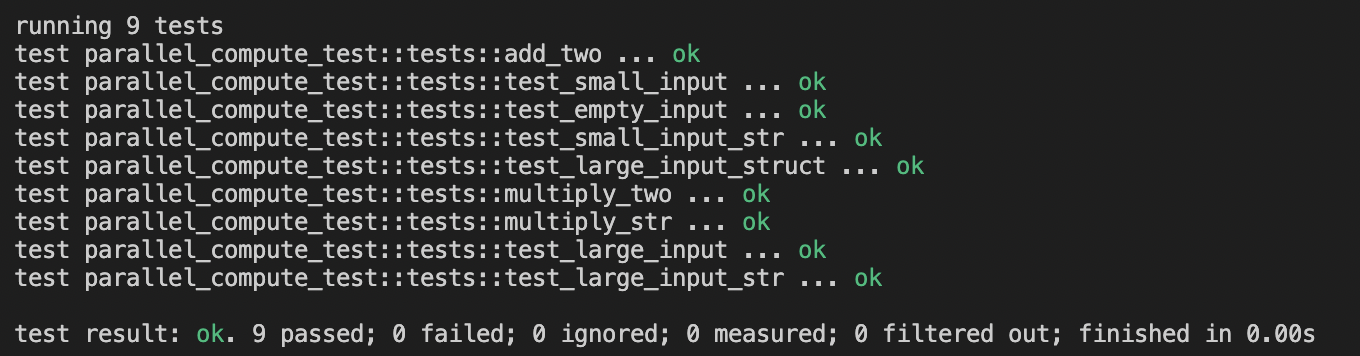 running 9 tests
test parallel_compute_test::tests::add_two ... ok
test parallel_compute_test::tests::test_small_input ... ok
test parallel_compute_test::tests::test_empty_input ... ok
test parallel_compute_test::tests::test_small_input_str ... ok
test parallel_compute_test::tests::test_large_input_struct ... ok
test parallel_compute_test::tests::multiply_two ... ok
test parallel_compute_test::tests::multiply_str ... ok
test parallel_compute_test::tests::test_large_input ... ok
test parallel_compute_test::tests::test_large_input_str ... ok
test result: ok. 9 passed; 0 failed; 0 ignored; 0 measured; 0 filtered out; finished in 0.00s